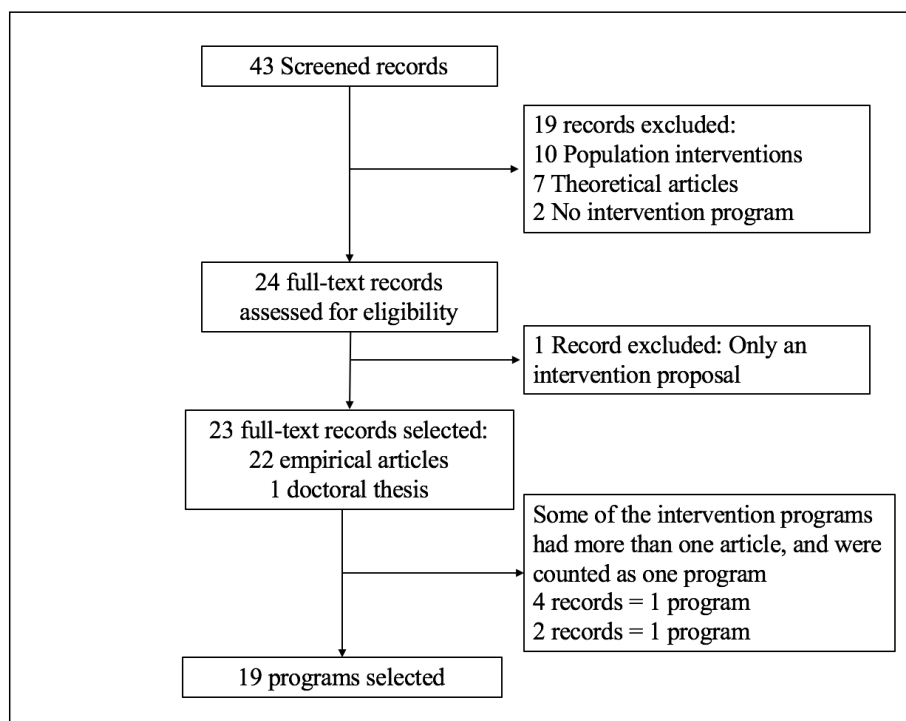 43 Screened records
19 records excluded:
10 Population interventions
7 Theoretical articles
2 No intervention program
24 full-text records
assessed for eligibility
1 Record excluded: Only an
intervention proposal
23 full-text records selected:
22 empirical articles
1 doctoral thesis
Some of the intervention programs
had more than one article, and were
counted as one program
4 records = 1 program
2 records = 1 program
19 programs selected